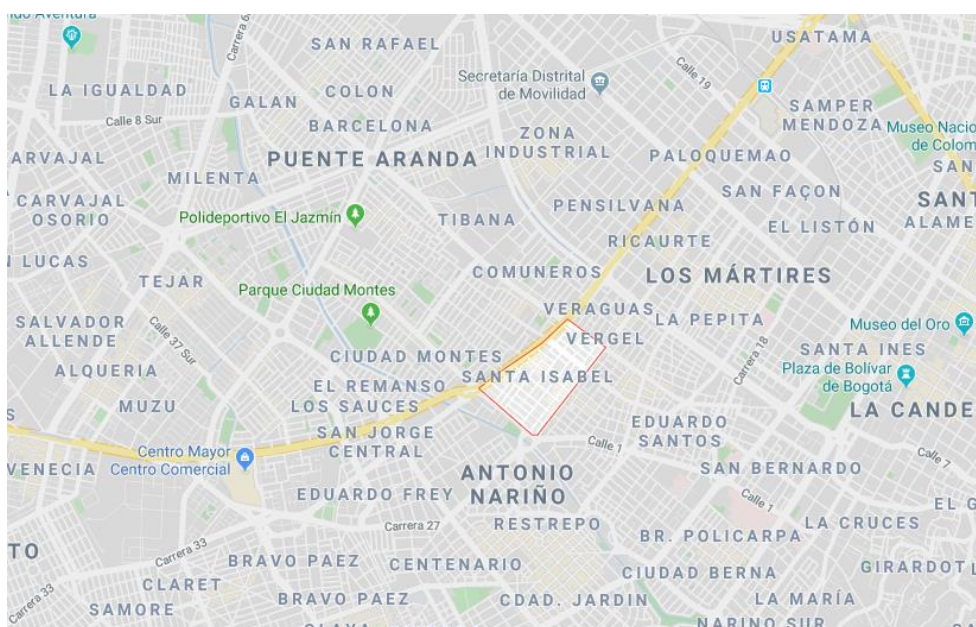 Aventura
Carrera 6
SAN RAFAEL
USATAMA
LA IGUALDAD
GALAN
COLON
Secretaría Distrital
de Movilidad
Calle 19
SAMPER
MENDOZA
Calle 8 Sur
BARCELONA
ZONA
INDUSTRIAL
Museo Nacio
de Colom
ARVAJAL
PUENTE ARANDA
PALOQUEMAO
SAN
MILENTA
CARVAJAL
OSORIO
Polideportivo El Jazmín
TIBANA
PENSILVANA
SAN FAÇON
SANT
ALAME
EL LISTÓN
RICAURTE
LUCAS
TEJAR
COMUNEROS
LOS MÁRTIRES
Parque Ciudad Montes
VERAGUAS
LA PEPITA
SALVADOR
ALLENDE
Calle 37 Sur
VERGEL
Museo del Oro
CIUDAD MONTES
SANTA INES
ALQUERIA
SANTA ISABEL
Carrera 18
Plaza de Bolívar
de Bogotá
EL REMANSO
MUZU
LOS SAUCES
LA CANDE
EDUARDO
SANTOS
SAN JORGE
CENTRAL
Calle 1
Centro Mayor
Centro Comercial
VENECIA
ANTONIO
NARIÑO
SAN BERNARDO
Calle 7
EDUARDO FREY
Calle 1
EL G
Carrera 27
RESTREPO
LA CRUCES
BR. POLICARPA
TO
Carrera 33
BRAVO PAEZ
CENTENARIO
CIUDAD BERNA
GIRARDOT
L
CLARET
Carrera 33
BRAVO PAEZ
CDAD. JARDIN
LA MARÍA
SAMORE
NARINO SUR